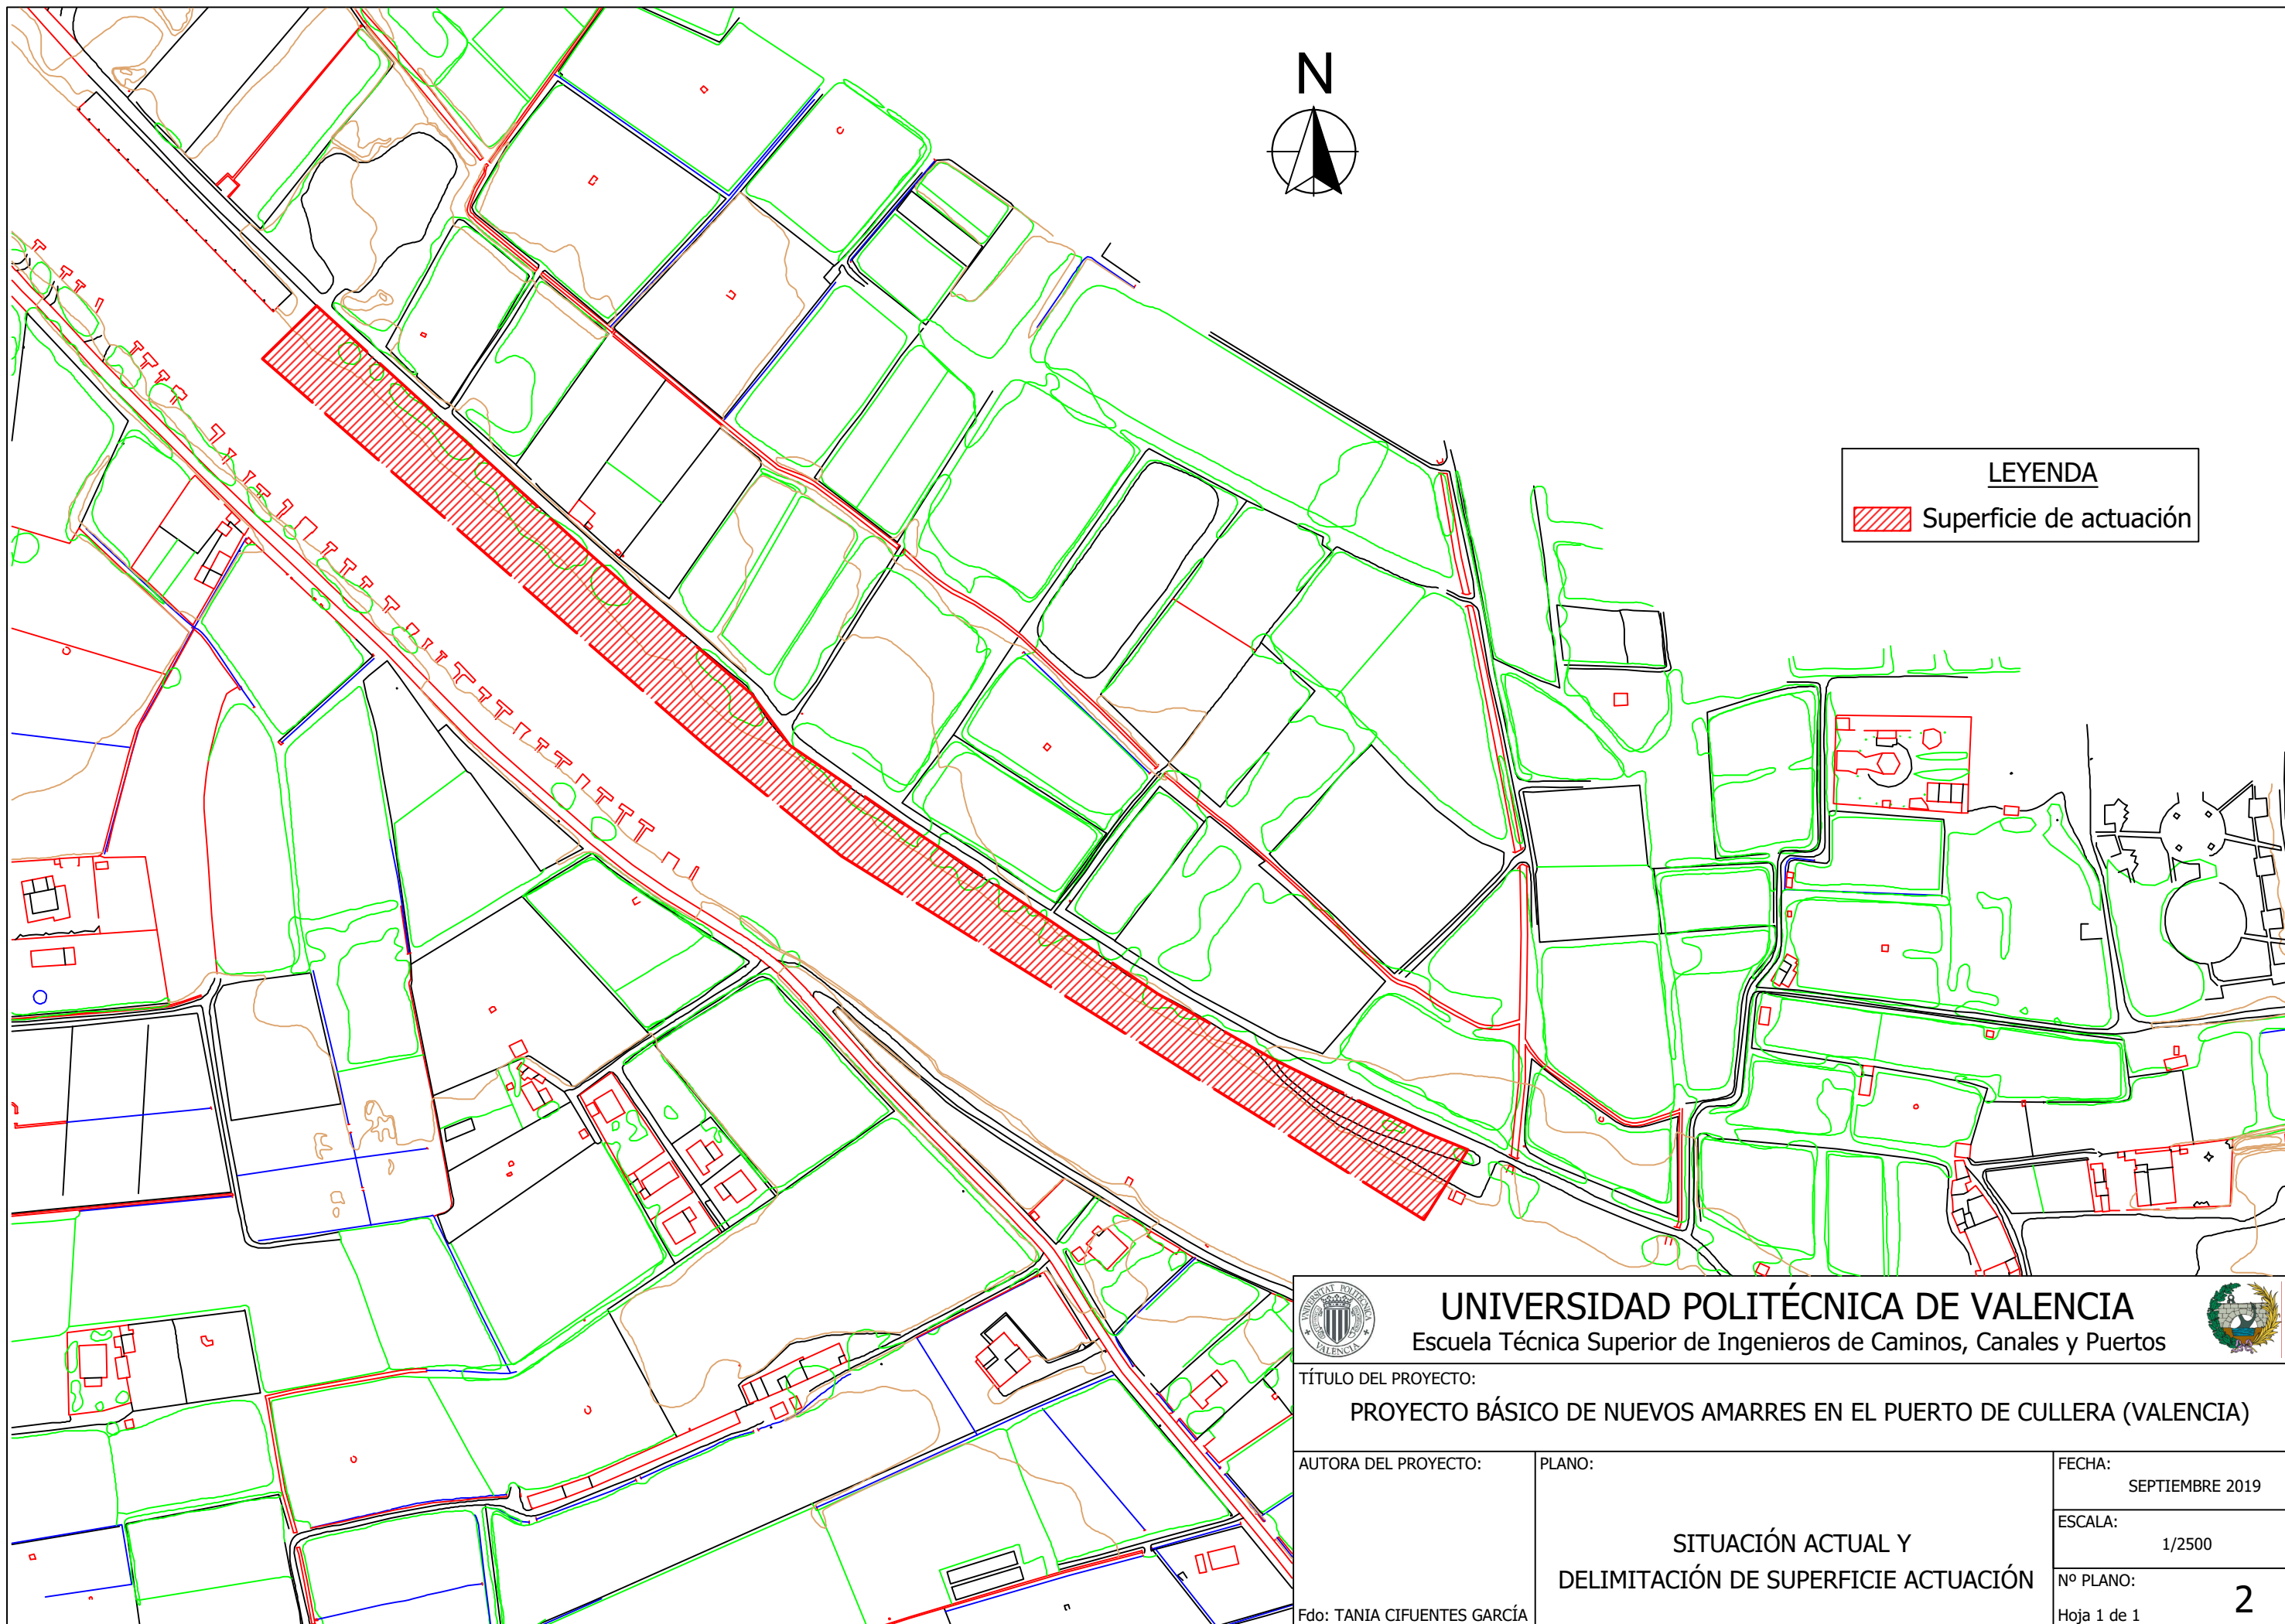 N
LEYENDA
Superficie de actuación
UNIVERSITAT POLITÈCNICA
VALENCIA
UNIVERSIDAD POLITÉCNICA DE VALENCIA
Escuela Técnica Superior de Ingenieros de Caminos, Canales y Puertos
TÍTULO DEL PROYECTO:
PROYECTO BÁSICO DE NUEVOS AMARRES EN EL PUERTO DE CULLERA (VALENCIA)
AUTORA DEL PROYECTO:
Fdo: TANIA CIFUENTES GARCÍA
PLANO:
SITUACIÓN ACTUAL Y
DELIMITACIÓN DE SUPERFICIE ACTUACIÓN
FECHA:
SEPTIEMBRE 2019
ESCALA:
1/2500
Nº PLANO:
2
Hoja 1 de 1